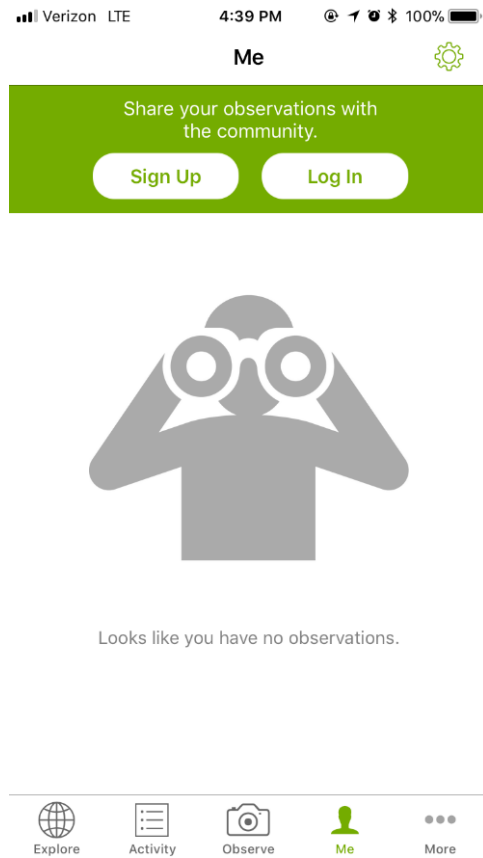 Verizon LTE 4:39 PM 100%
Me
Share your observations with
the community.
Sign Up Log In
Looks like you have no observations.
Explore Activity Observe Me More